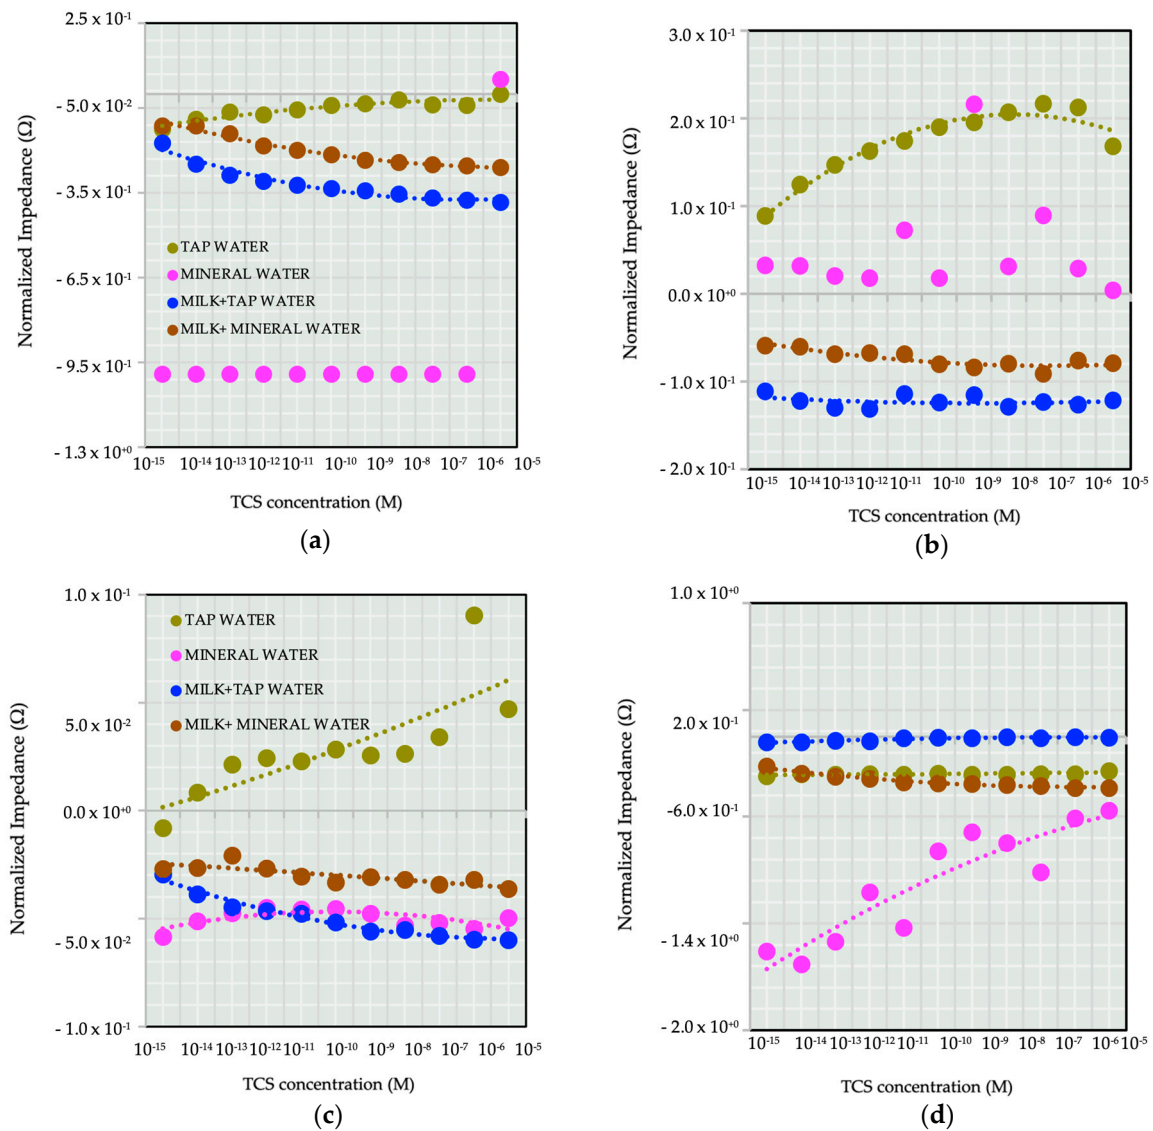 2.5 x 10⁻¹
- 5.0 x 10⁻²
- 3.5 x 10⁻¹
- 6.5 x 10⁻¹
- 9.5 x 10⁻¹
- 1.3 x 10⁺⁰
Normalized Impedance (Ω)
TAP WATER
MINERAL WATER
MILK+TAP WATER
MILK+ MINERAL WATER
10⁻¹⁵ 10⁻¹⁴ 10⁻¹³ 10⁻¹² 10⁻¹¹ 10⁻¹⁰ 10⁻⁹ 10⁻⁸ 10⁻⁷ 10⁻⁶ 10⁻⁵
TCS concentration (M)
(a)
3.0 x 10⁻¹
2.0 x 10⁻¹
1.0 x 10⁻¹
0.0 x 10⁺⁰
- 1.0 x 10⁻¹
- 2.0 x 10⁻¹
Normalized Impedance (Ω)
10⁻¹⁵ 10⁻¹⁴ 10⁻¹³ 10⁻¹² 10⁻¹¹ 10⁻¹⁰ 10⁻⁹ 10⁻⁸ 10⁻⁷ 10⁻⁶ 10⁻⁵
TCS concentration (M)
(b)
1.0 x 10⁻¹
5.0 x 10⁻²
0.0 x 10⁺⁰
- 5.0 x 10⁻²
- 1.0 x 10⁻¹
Normalized Impedance (Ω)
TAP WATER
MINERAL WATER
MILK+TAP WATER
MILK+ MINERAL WATER
10⁻¹⁵ 10⁻¹⁴ 10⁻¹³ 10⁻¹² 10⁻¹¹ 10⁻¹⁰ 10⁻⁹ 10⁻⁸ 10⁻⁷ 10⁻⁶ 10⁻⁵
TCS concentration (M)
(c)
1.0 x 10⁺⁰
2.0 x 10⁻¹
- 6.0 x 10⁻¹
- 1.4 x 10⁺⁰
- 2.0 x 10⁺⁰
Normalized Impedance (Ω)
10⁻¹⁵ 10⁻¹⁴ 10⁻¹³ 10⁻¹² 10⁻¹¹ 10⁻¹⁰ 10⁻⁹ 10⁻⁸ 10⁻⁷ 10⁻⁶ 10⁻⁵
TCS concentration (M)
(d)